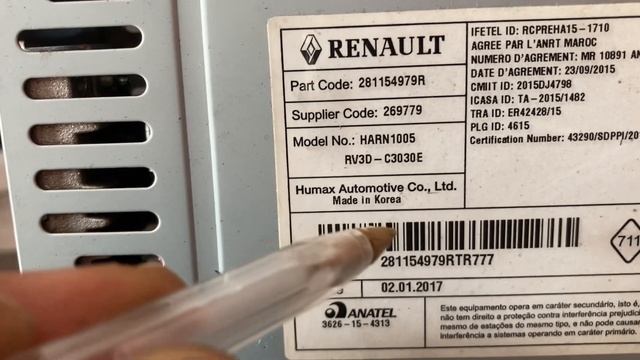 RENAULT
Part Code: 281154979R
Supplier Code: 269779
Model No.: HARN1005
RV3D-C3030E
Humax Automotive Co., Ltd.
Made in Korea
IFETEL ID: RCPREHA15-1710
AGREE PAR L'ANRT MAROC
NUMERO D'AGREMENT: MR 10891 AN
DATE D'AGREMENT: 23/09/2015
CMIIT ID: 2015DJ4798
ICASA ID: TA-2015/1482
TRA ID: ER42428/15
PLG ID: 4615
Certification Number: 43290/SDPPI/20
281154979RTR777
711
02.01.2017
ANATEL
3626-15-4313
Este equipamento opera em caráter secundário, isto é,
não tem direito a proteção contra interferência prejudici
mesmo de estações do mesmo tipo, e não pode causar
interferência a sistemas operando em caráter primário.